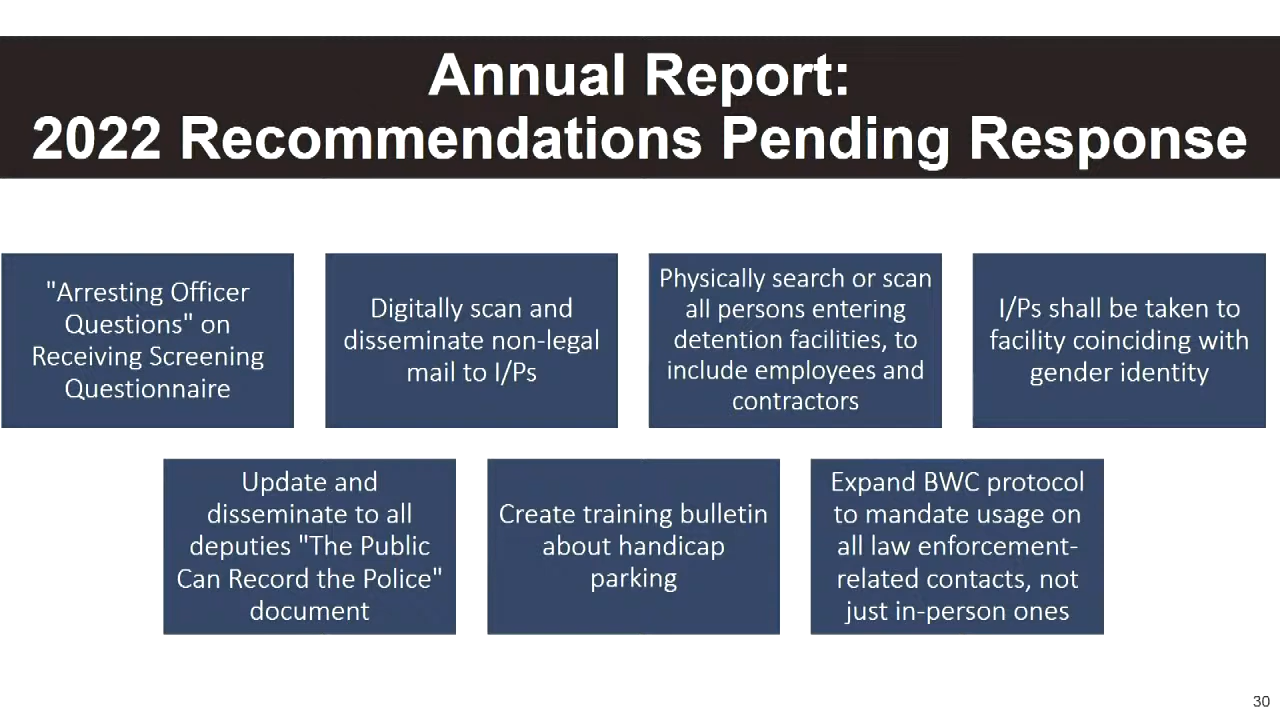 Annual Report:
2022 Recommendations Pending Response
"Arresting Officer
Questions" on
Receiving Screening
Questionnaire
Digitally scan and
disseminate non-legal
mail to I/Ps
Physically search or scan
all persons entering
detention facilities, to
include employees and
contractors
I/Ps shall be taken to
facility coinciding with
gender identity
Update and
disseminate to all
deputies "The Public
Can Record the Police"
document
Create training bulletin
about handicap
parking
Expand BWC protocol
to mandate usage on
all law enforcement-
related contacts, not
just in-person ones
30